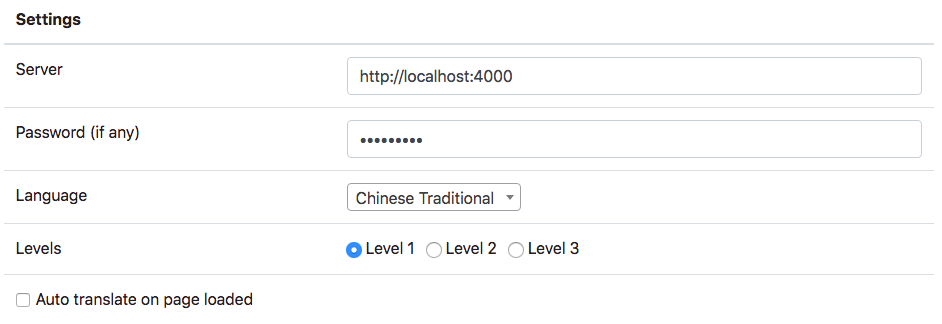 Settings
Server
http://localhost:4000
Password (if any)
•••••••••
Language
Chinese Traditional
Levels
Level 1 Level 2 Level 3
Auto translate on page loaded